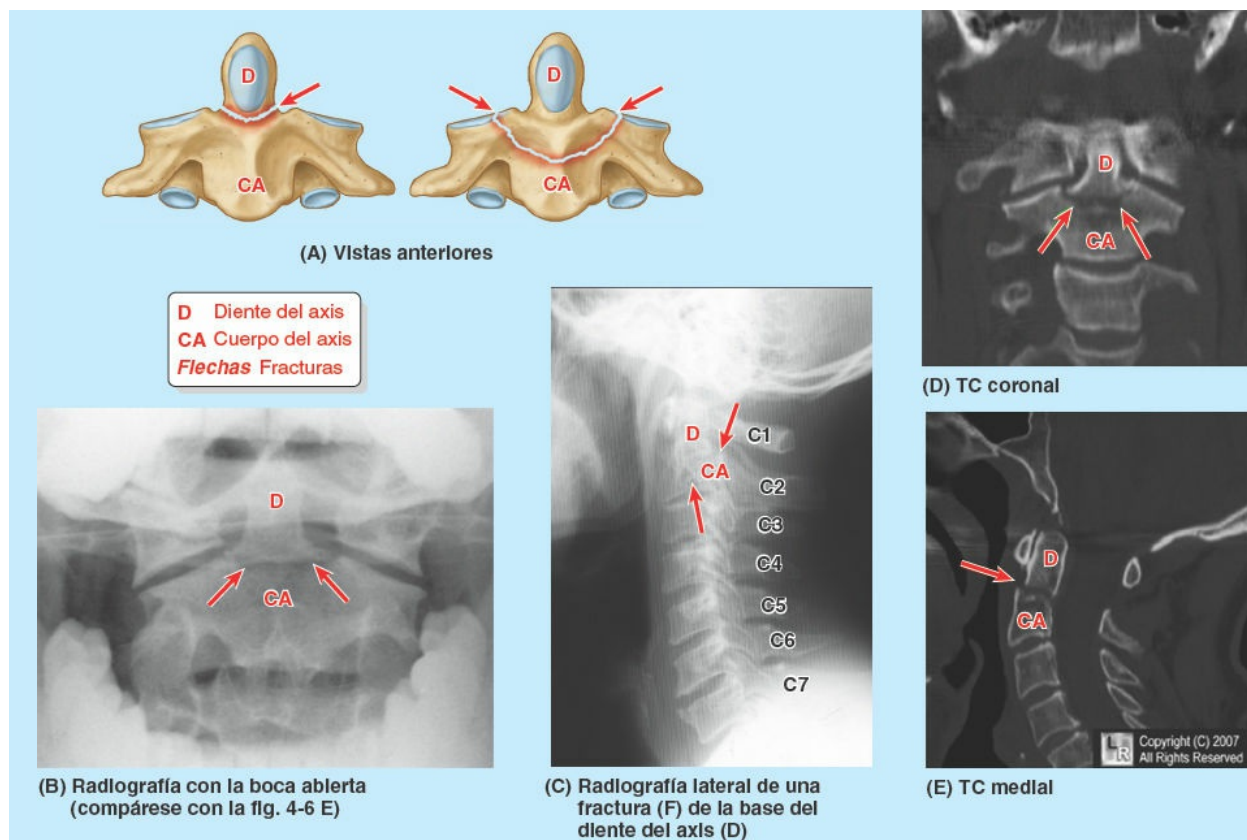 D
D
CA
CA
(A) Vistas anteriores
D Diente del axis
CA Cuerpo del axis
Flechas Fracturas
D
CA
(B) Radiografía con la boca abierta
(compárese con la fig. 4-6 E)
D
CA
C1
C2
C3
C4
C5
C6
C7
(C) Radiografía lateral de una
fractura (F) de la base del
diente del axis (D)
D
CA
(D) TC coronal
D
CA
LR
Copyright (C) 2007
All Rights Reserved
(E) TC medial